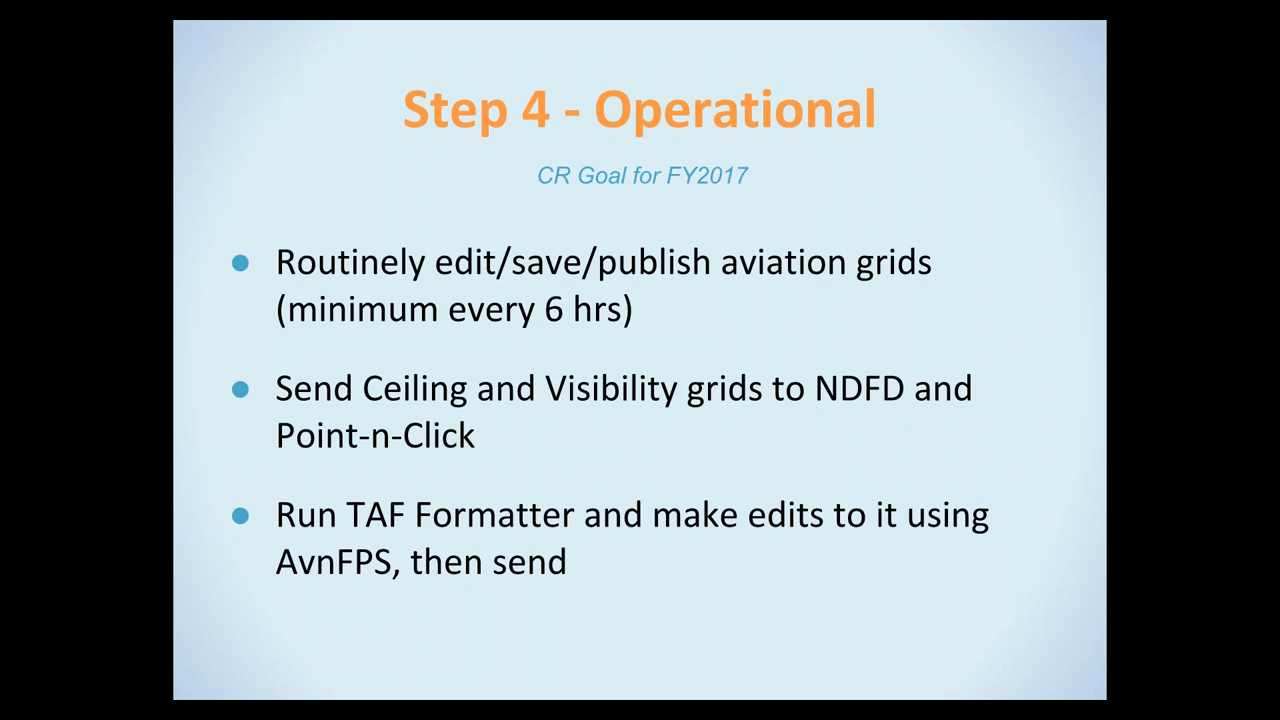 Step 4 - Operational
CR Goal for FY2017
● Routinely edit/save/publish aviation grids
(minimum every 6 hrs)
● Send Ceiling and Visibility grids to NDFD and
Point-n-Click
● Run TAF Formatter and make edits to it using
AvnFPS, then send